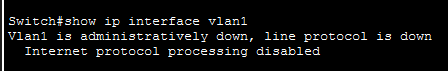 Switch#show ip interface vlan1
Vlan1 is administratively down, line protocol is down
  Internet protocol processing disabled